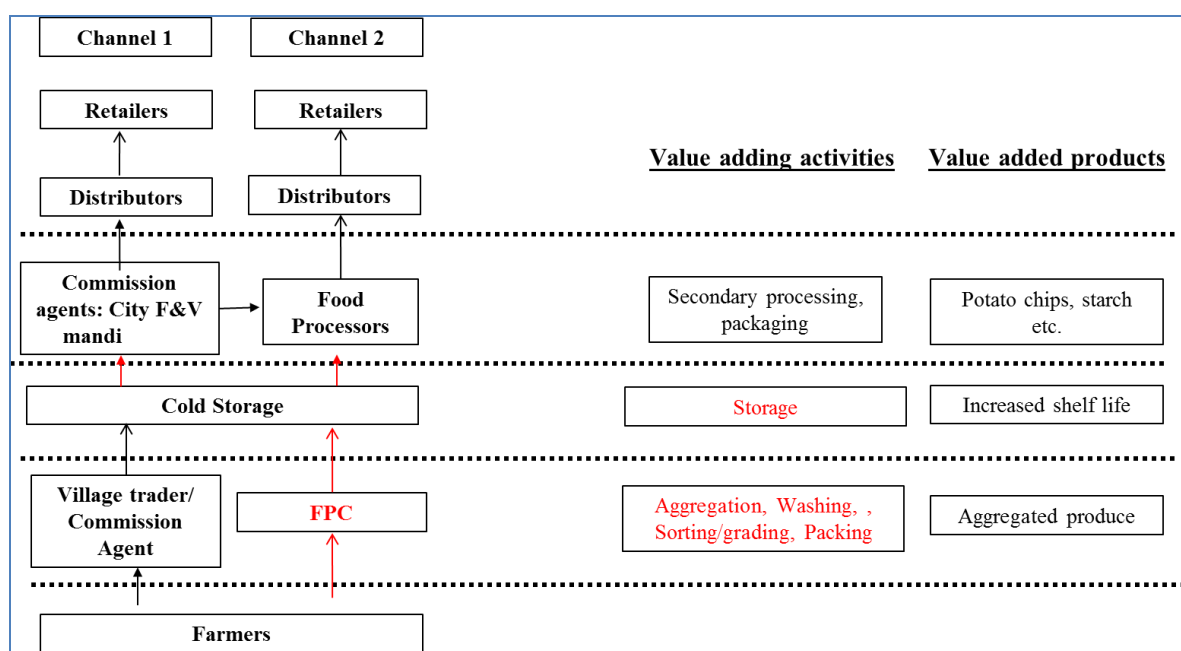 Channel 1
Channel 2
Retailers
Retailers
Value adding activities
Value added products
Distributors
Distributors
Commission
agents: City F&V
mandi
Food
Processors
Secondary processing,
packaging
Potato chips, starch
etc.
Cold Storage
Storage
Increased shelf life
Village trader/
Commission
Agent
FPC
Aggregation, Washing, ,
Sorting/grading, Packing
Aggregated produce
Farmers